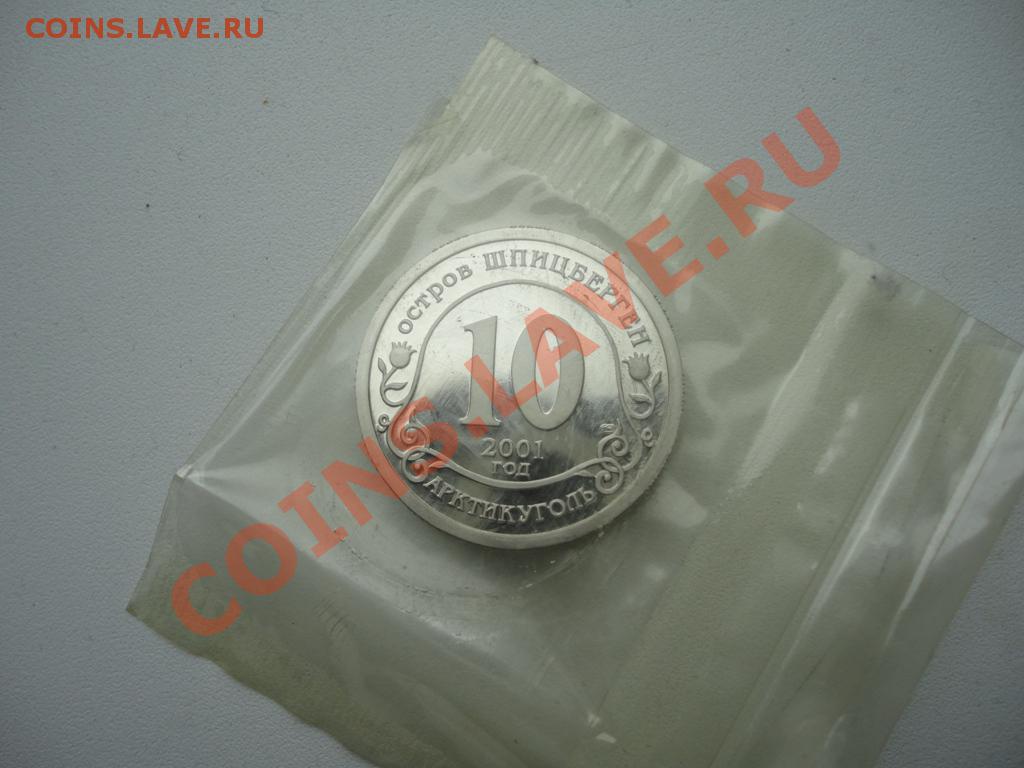 COINS.LAVE.RU
ОСТРОВ ШПИЦБЕРГЕН
10
2001
ГОД
АРКТИКУГОЛЬ
COINS.LAVE.RU